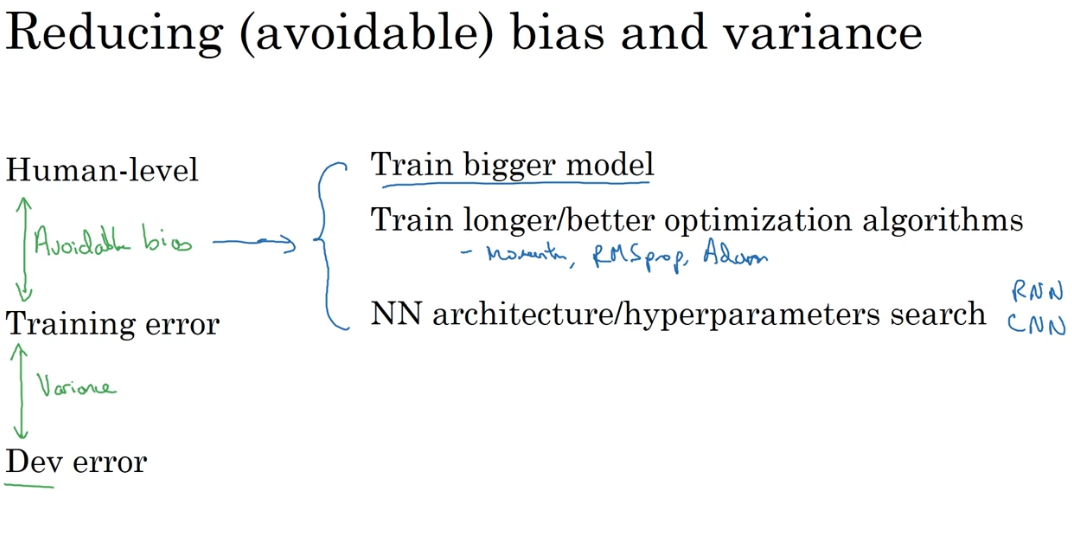 Reducing (avoidable) bias and variance
Human-level
Avoidable bias
Training error
Variance
Dev error
Train bigger model
Train longer/better optimization algorithms
- Momentum, RMSprop, Adam
NN architecture/hyperparameters search
RNN
CNN